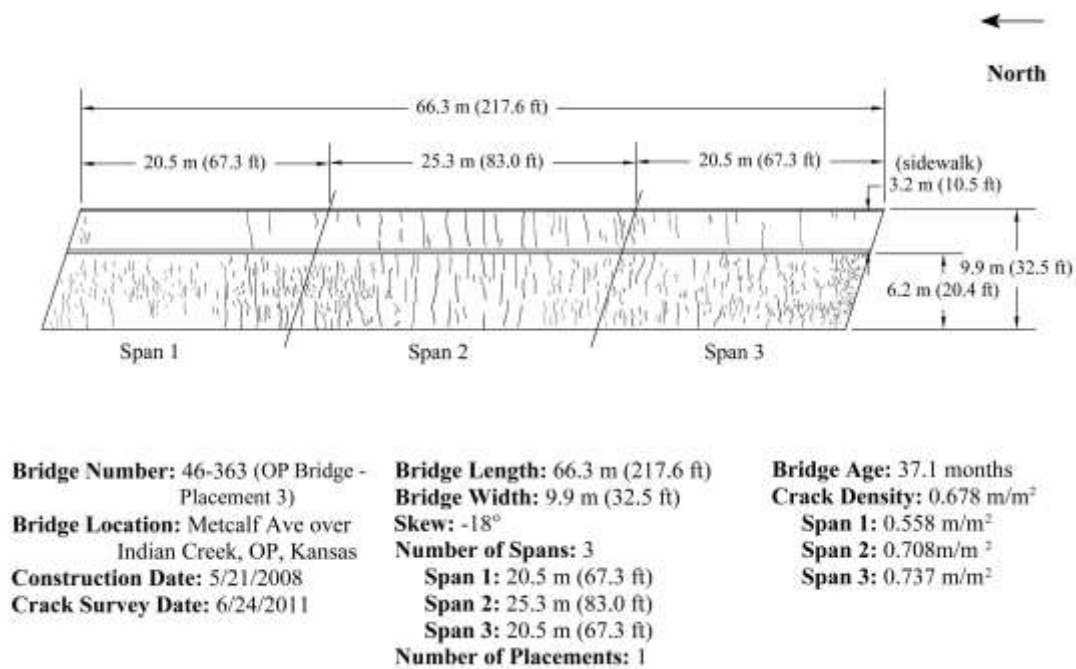 North
66.3 m (217.6 ft)
20.5 m (67.3 ft)
25.3 m (83.0 ft)
20.5 m (67.3 ft)
(sidewalk)
3.2 m (10.5 ft)
9.9 m (32.5 ft)
6.2 m (20.4 ft)
Span 1
Span 2
Span 3
Bridge Number: 46-363 (OP Bridge -
Placement 3)
Bridge Location: Metcalf Ave over
Indian Creek, OP, Kansas
Construction Date: 5/21/2008
Crack Survey Date: 6/24/2011
Bridge Length: 66.3 m (217.6 ft)
Bridge Width: 9.9 m (32.5 ft)
Skew: -18°
Number of Spans: 3
Span 1: 20.5 m (67.3 ft)
Span 2: 25.3 m (83.0 ft)
Span 3: 20.5 m (67.3 ft)
Number of Placements: 1
Bridge Age: 37.1 months
Crack Density: 0.678 m/m²
Span 1: 0.558 m/m²
Span 2: 0.708m/m ²
Span 3: 0.737 m/m²